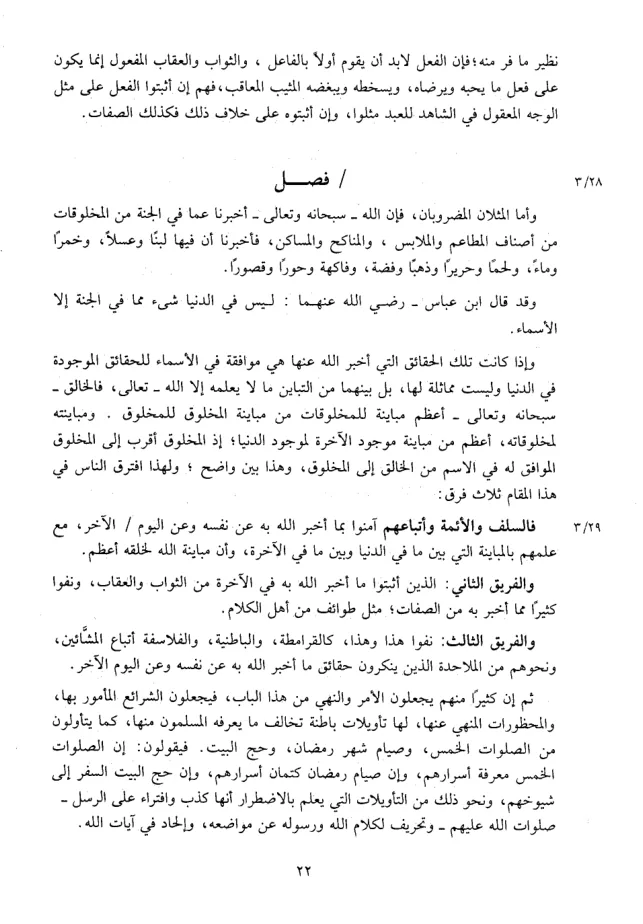 نظير ما فر منه؛ فإن الفعل لابد أن يقوم أولاً بالفاعل ، والثواب والعقاب المفعول إنما يكون
على فعل ما يحبه ويرضاه، ويسخطه ويبغضه المثيب المعاقب،فهم إن أثبتوا الفعل على مثل
الوجه المعقول في الشاهد للعبد مثلوا، وإن أثبتوه على خلاف ذلك فكذلك الصفات.
٣/٢٨ / فصــل
وأما المثلان المضروبان، فإن الله ـ سبحانه وتعالى ـ أخبرنا عما في الجنة من المخلوقات
من أصناف المطاعم والملابس ، والمناكح والمساكن، فأخبرنا أن فيها لبنًا وعسلاً، وخمرًا
وماءً، ولحمًا وحريرًا وذهبًا وفضة، وفاكهة وحورًا وقصورًا.
وقد قال ابن عباس ـ رضي الله عنهـما : ليس في الدنيا شىء مما في الجنة إلا
الأسماء.
وإذا كانت تلك الحقائق التي أخبر الله عنها هي موافقة في الأسماء للحقائق الموجودة
في الدنيا وليست مماثلة لها، بل بينهما من التباين ما لا يعلمه إلا الله ـ تعالى، فالخالق ـ
سبحانه وتعالى ـ أعظم مباينة للمخلوقات من مباينة المخلوق للمخلوق . ومباينته
لمخلوقاته، أعظم من مباينة موجود الآخرة لموجود الدنيا؛ إذ المخلوق أقرب إلى المخلوق
الموافق له في الاسم من الخالق إلى المخلوق، وهذا بين واضح ؛ ولهذا افترق الناس في
هذا المقام ثلاث فرق:
٣/٢٩ فالسلف والأئمة وأتباعهم آمنوا بما أخبر الله به عن نفسه وعن اليوم / الآخر، مع
علمهم بالمباينة التي بين ما في الدنيا وبين ما في الآخرة، وأن مباينة الله لخلقه أعظم.
والفريق الثاني: الذين أثبتوا ما أخبر الله به في الآخرة من الثواب والعقاب، ونفوا
كثيرًا مما أخبر به من الصفات؛ مثل طوائف من أهل الكلام.
والفريق الثالث: نفوا هذا وهذا، كالقرامطة، والباطنية، والفلاسفة أتباع المشَّائين،
ونحوهم من الملاحدة الذين ينكرون حقائق ما أخبر الله به عن نفسه وعن اليوم الآخر.
ثم إن كثيرًا منهم يجعلون الأمر والنهي من هذا الباب، فيجعلون الشرائع المأمور بها،
والمحظورات المنهي عنها، لها تأويلات باطنة تخالف ما يعرفه المسلمون منها، كما يتأولون
من الصلوات الخمس، وصيام شهر رمضان، وحج البيت. فيقولون: إن الصلوات
الخمس معرفة أسرارهم، وإن صيام رمضان كتمان أسرارهم، وإن حج البيت السفر إلى
شيوخهم، ونحو ذلك من التأويلات التي يعلم بالاضطرار أنها كذب وافتراء على الرسل ـ
صلوات الله عليهم ـ وتحريف لكلام الله ورسوله عن مواضعه، وإلحاد في آيات الله.
٢٢